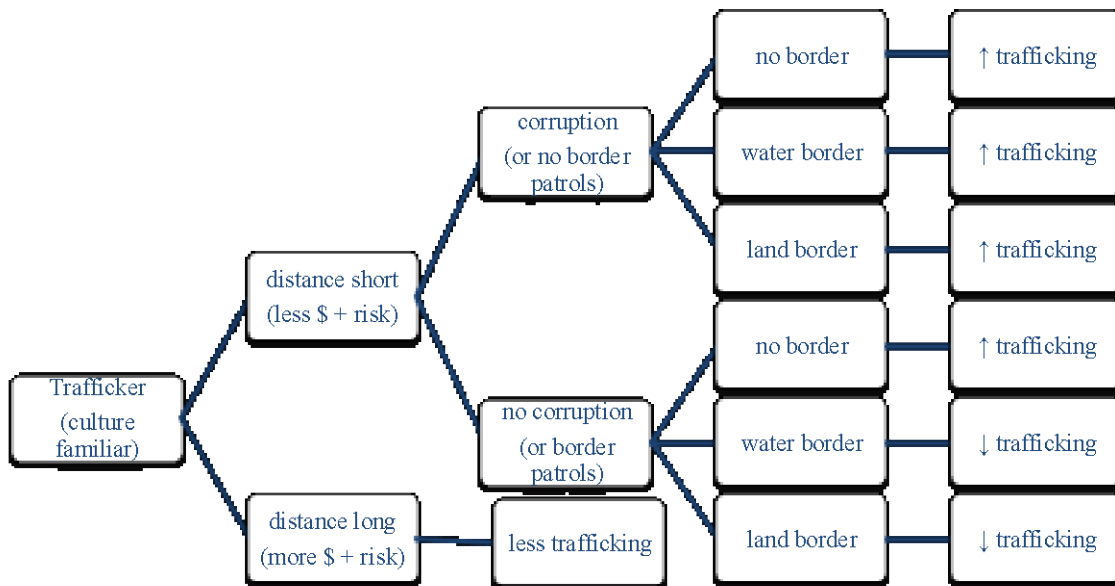 Trafficker
(culture
familiar)
distance short
(less $ + risk)
distance long
(more $ + risk)
corruption
(or no border
patrols)
no corruption
(or border
patrols)
less trafficking
no border
↑ trafficking
water border
↑ trafficking
land border
↑ trafficking
no border
↑ trafficking
water border
↓ trafficking
land border
↓ trafficking